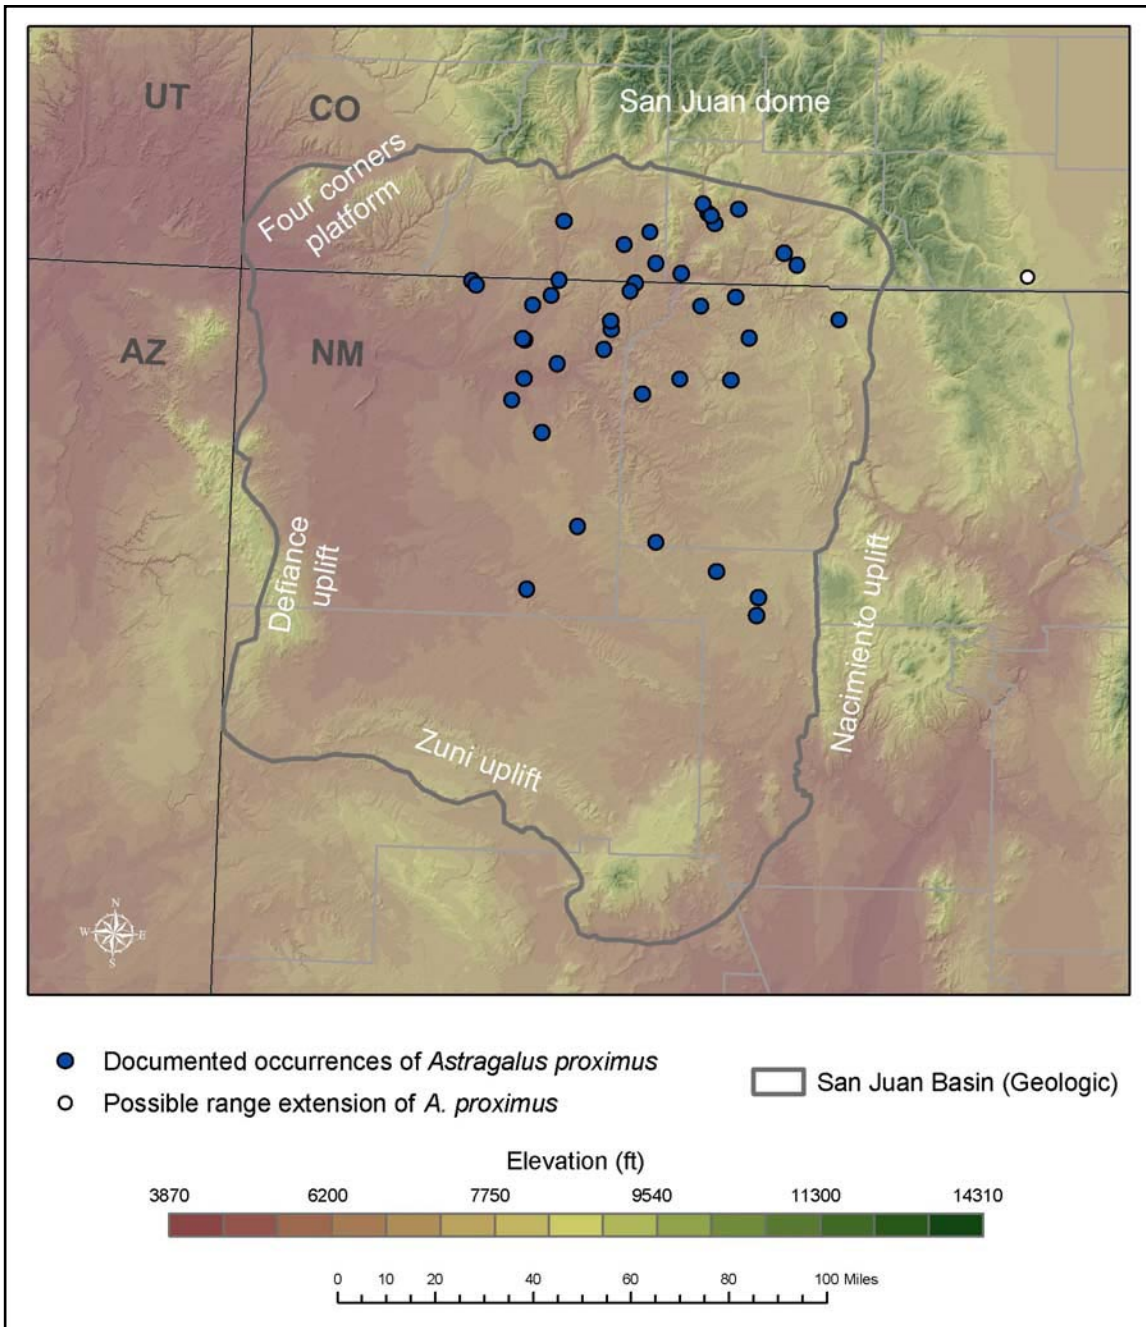 UT
CO
San Juan dome
Four corners
platform
AZ
NM
Defiance
uplift
Nacimiento uplift
Zuni uplift
N
W
E
S
Documented occurrences of Astragalus proximus
Possible range extension of A. proximus
San Juan Basin (Geologic)
Elevation (ft)
3870 6200 7750 9540 11300 14310
0 10 20 40 60 80 100 Miles